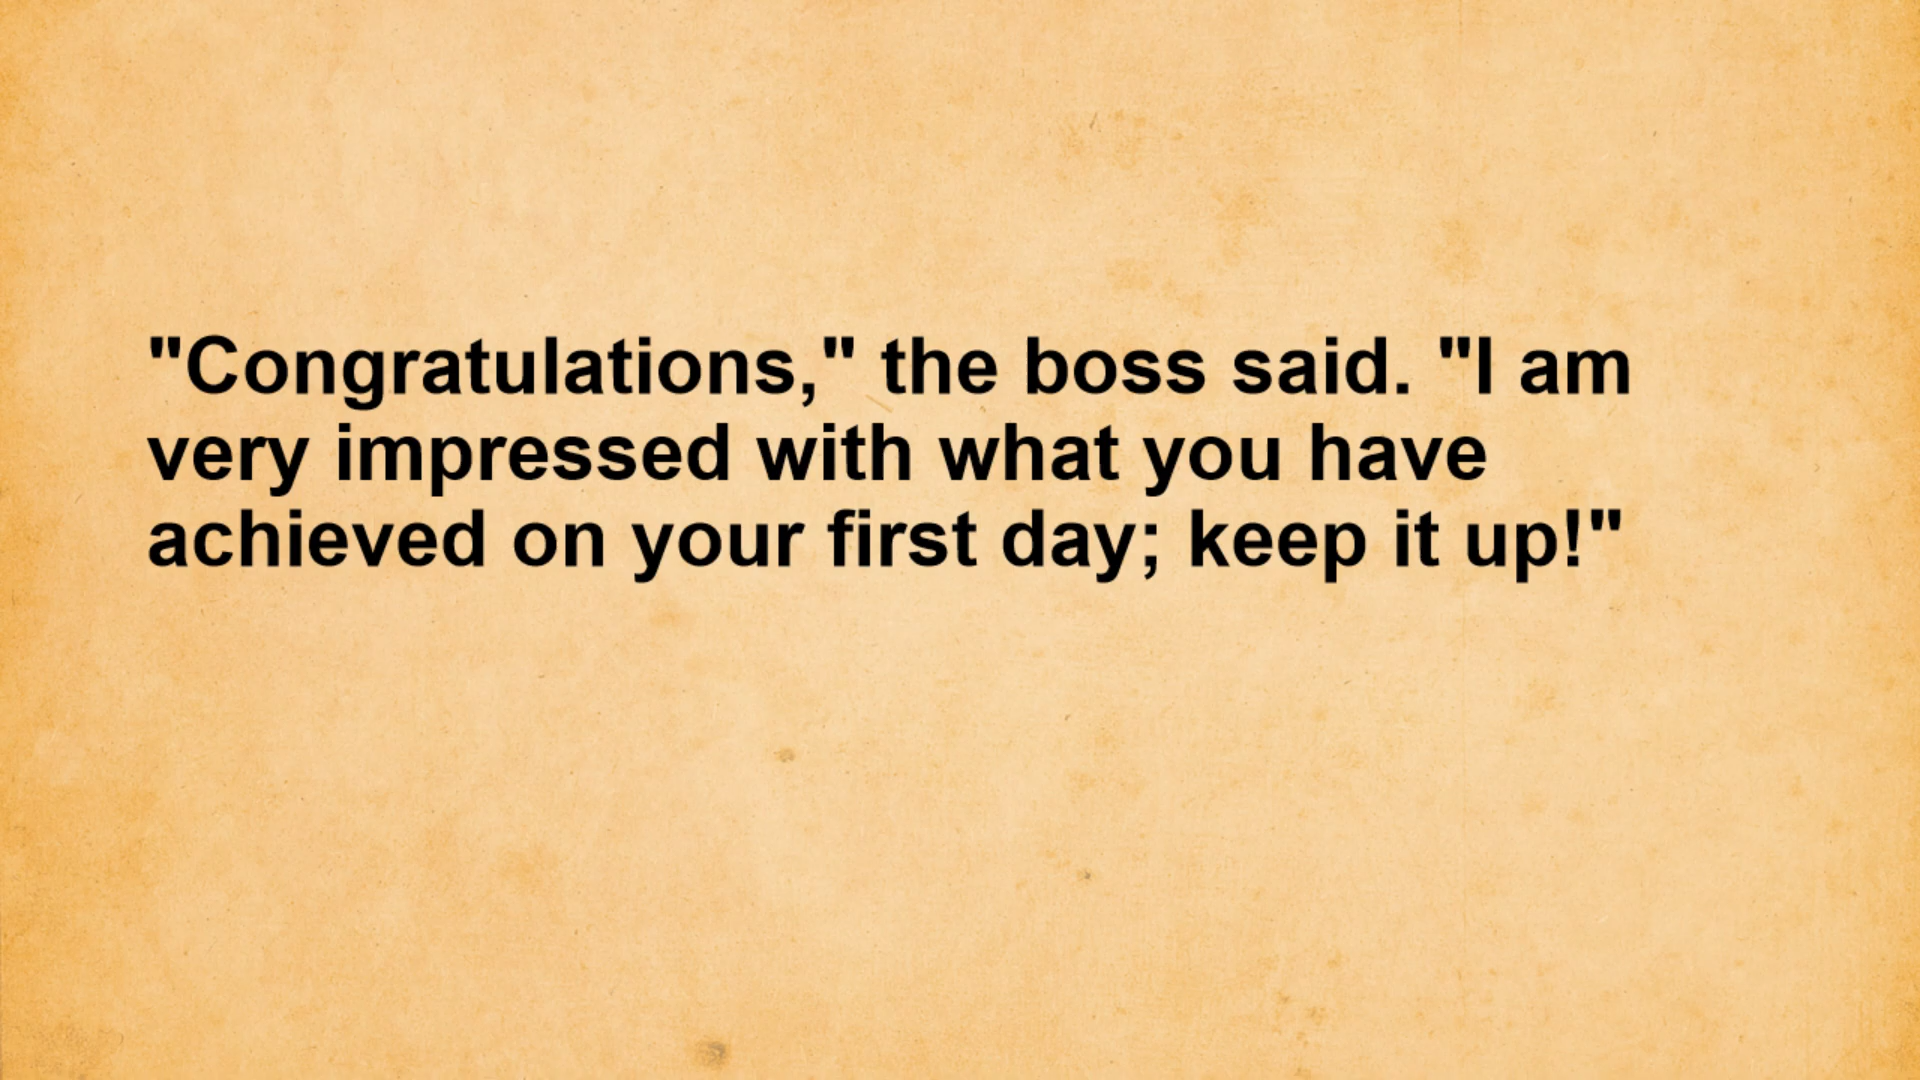 "Congratulations," the boss said. "I am
very impressed with what you have
achieved on your first day; keep it up!"